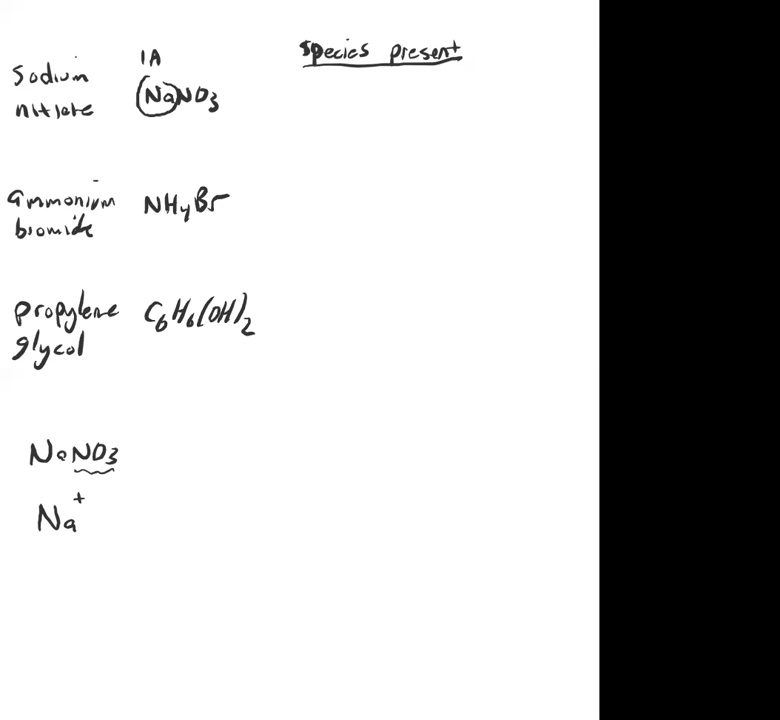 species present
sodium 1A
nitrate NaNO3
ammonium NH4Br
bromide
propylene C6H6(OH)2
glycol
NaNO3
Na+